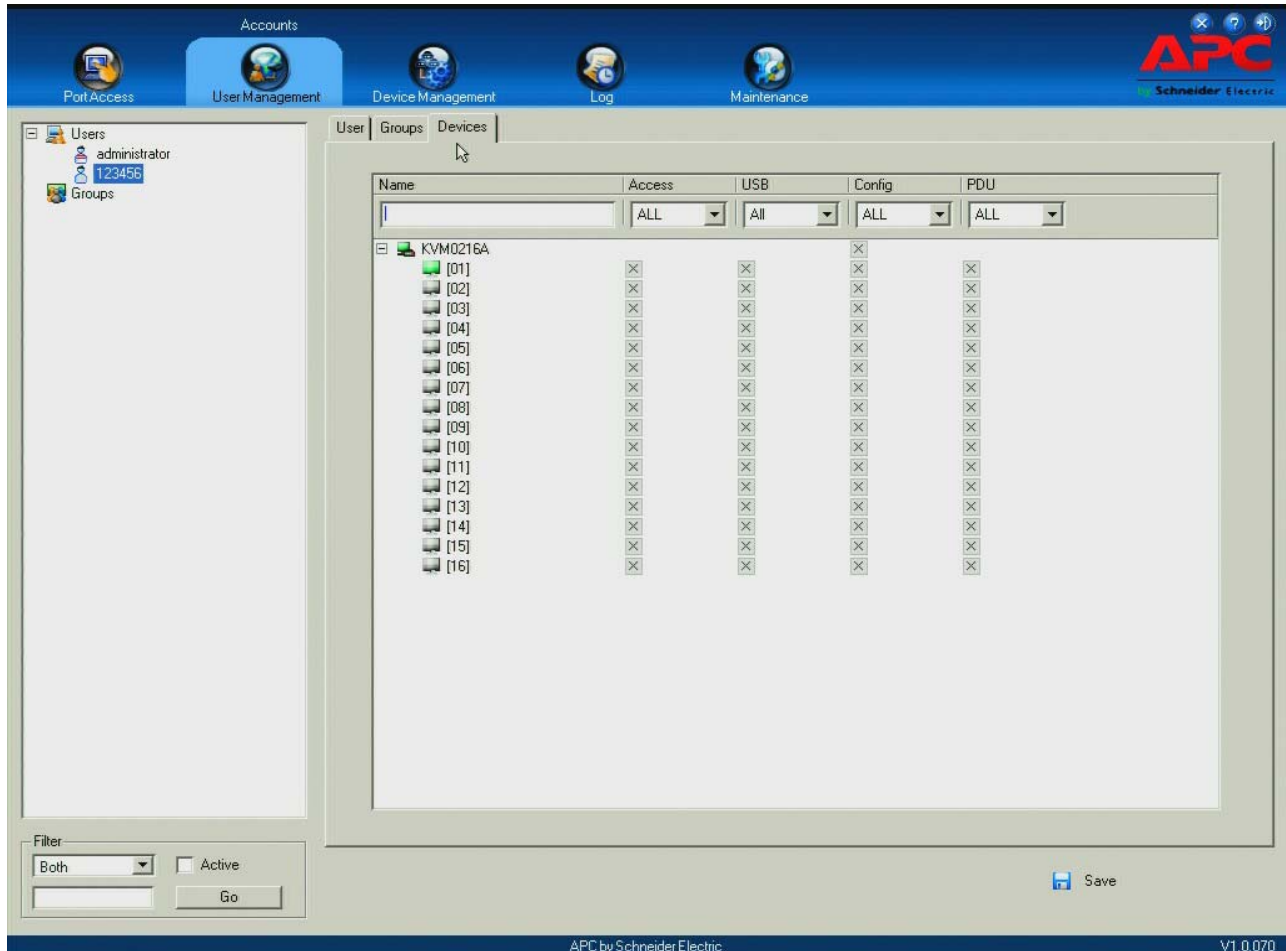 Accounts
Port Access
User Management
Device Management
Log
Maintenance
APC
by Schneider Electric
Users
administrator
123456
Groups
User
Groups
Devices
Name Access USB Config PDU
ALL All ALL ALL
KVM0216A
[01]
[02]
[03]
[04]
[05]
[06]
[07]
[08]
[09]
[10]
[11]
[12]
[13]
[14]
[15]
[16]
Filter
Both
Active
Go
Save
APC by Schneider Electric
V1.0.070